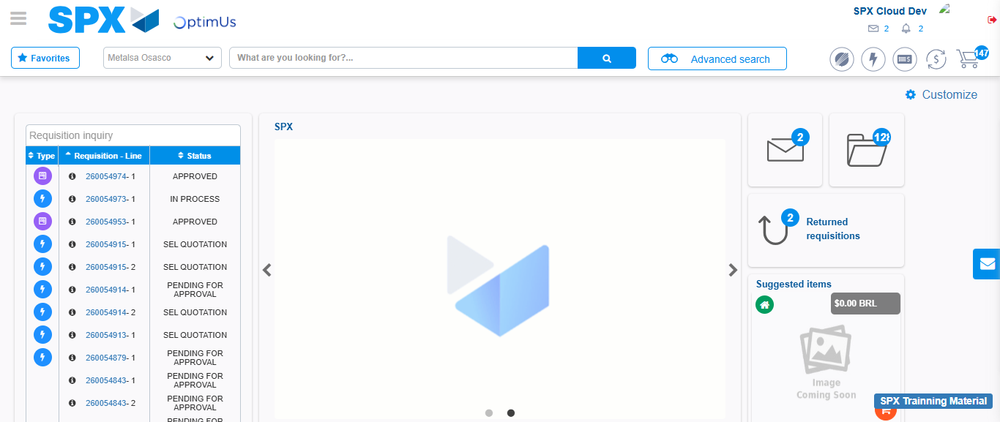 SPX OptimUs
SPX Cloud Dev
2 2
Favorites
Metalsa Osasco
What are you looking for?...
Advanced search
147
Customize
Requisition inquiry
Type Requisition - Line Status
260054974- 1 APPROVED
260054973- 1 IN PROCESS
260054953- 1 APPROVED
260054915- 1 SEL QUOTATION
260054915- 2 SEL QUOTATION
260054914- 1 PENDING FOR
APPROVAL
260054914- 2 SEL QUOTATION
260054913- 1 SEL QUOTATION
260054879- 1 PENDING FOR
APPROVAL
260054843- 1 PENDING FOR
APPROVAL
260054843- 2 PENDING FOR
APPROVAL
PENDING FOR
SPX
2
2
Returned
requisitions
Suggested items
$0.00 BRL
Image
Coming Soon
SPX Trainning Material